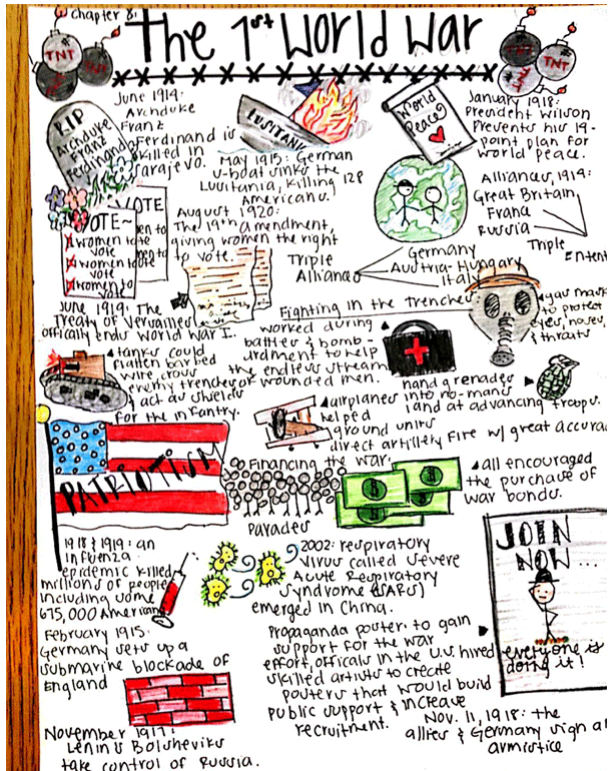 Chapter 8:
The 1st World War
TNT
TNT
TNT
RIP
Archduke
Franz
Ferdinand
June 1914:
Archduke
Franz
Ferdinand is
killed in
Sarajevo.
LUSITANIA
May 1915: German
u-boat sinks the
Lusitania, killing 128
Americans.
World
Peace?
January 1918:
President Wilson
Presents his 14-
point plan for
world peace.
Alliances, 1914:
Great Britain
France
Russia
Triple
Entent
VOTE~
women to
vote
women to
vote
women to
vote
VOTE
August 1920:
The 19th amendment,
giving women the right
to vote.
Triple
Alliance
Germany
Austria-Hungary
Italy
June 1919: The
Treaty of Versailles
offically ends World War I.
Fighting in the Trenches
worked during
battles & bomb-
ardment to help
the endless stream
of wounded men.
gas mask
to protect
eyes, noses,
& throats
tanks could
flatten barbed
wire, cross
enemy trenches or
act as shields
for the infantry.
hand grenades
into no-man's
land at advancing troops.
airplanes
helped
ground units
direct artillery fire w/ great accurac
PATRIOTISM
Financing the war.
Parades
all encouraged
the purchase of
war bonds.
1918 & 1919: an
influenza
epidemic killed
millions of people
including some
675,000 Americans
2002: respiratory
virus called Severe
Acute Respiratory
Syndrome (SARS)
emerged in China.
JOIN
NOW...
everyone is
doing it!
February 1915:
Germany sets up a
submarine blockade of
England
Propaganda posters to gain
support for the war
effort, officals in the U.S hired
skilled artists to create
posters that would build
public support & increase
recruitment.
November 1917:
Lenin's Bolsheviks
take control of Russia.
Nov. 11, 1918: the
allies & Germany sign an
armistice